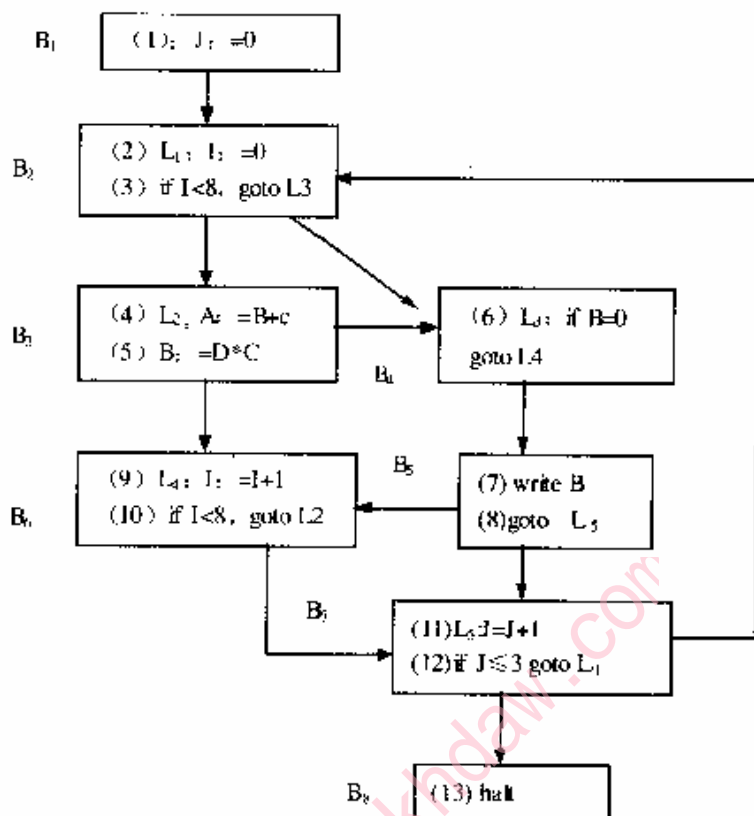 B₁
(1): J: =0
B₂
(2) L₁: I: =0
(3) if I<8, goto L3
B₃
(4) L₂: A: =B+c
(5) B: =D*C
B₄
(6) L₃: if B=0
goto L4
B₅
(7) write B
(8)goto L₅
B₆
(9) L₄: I: =I+1
(10) if I<8, goto L2
B₇
(11)L₅:J=J+1
(12)if J≤3 goto L₁
B₈
(13) halt
khdaw.com